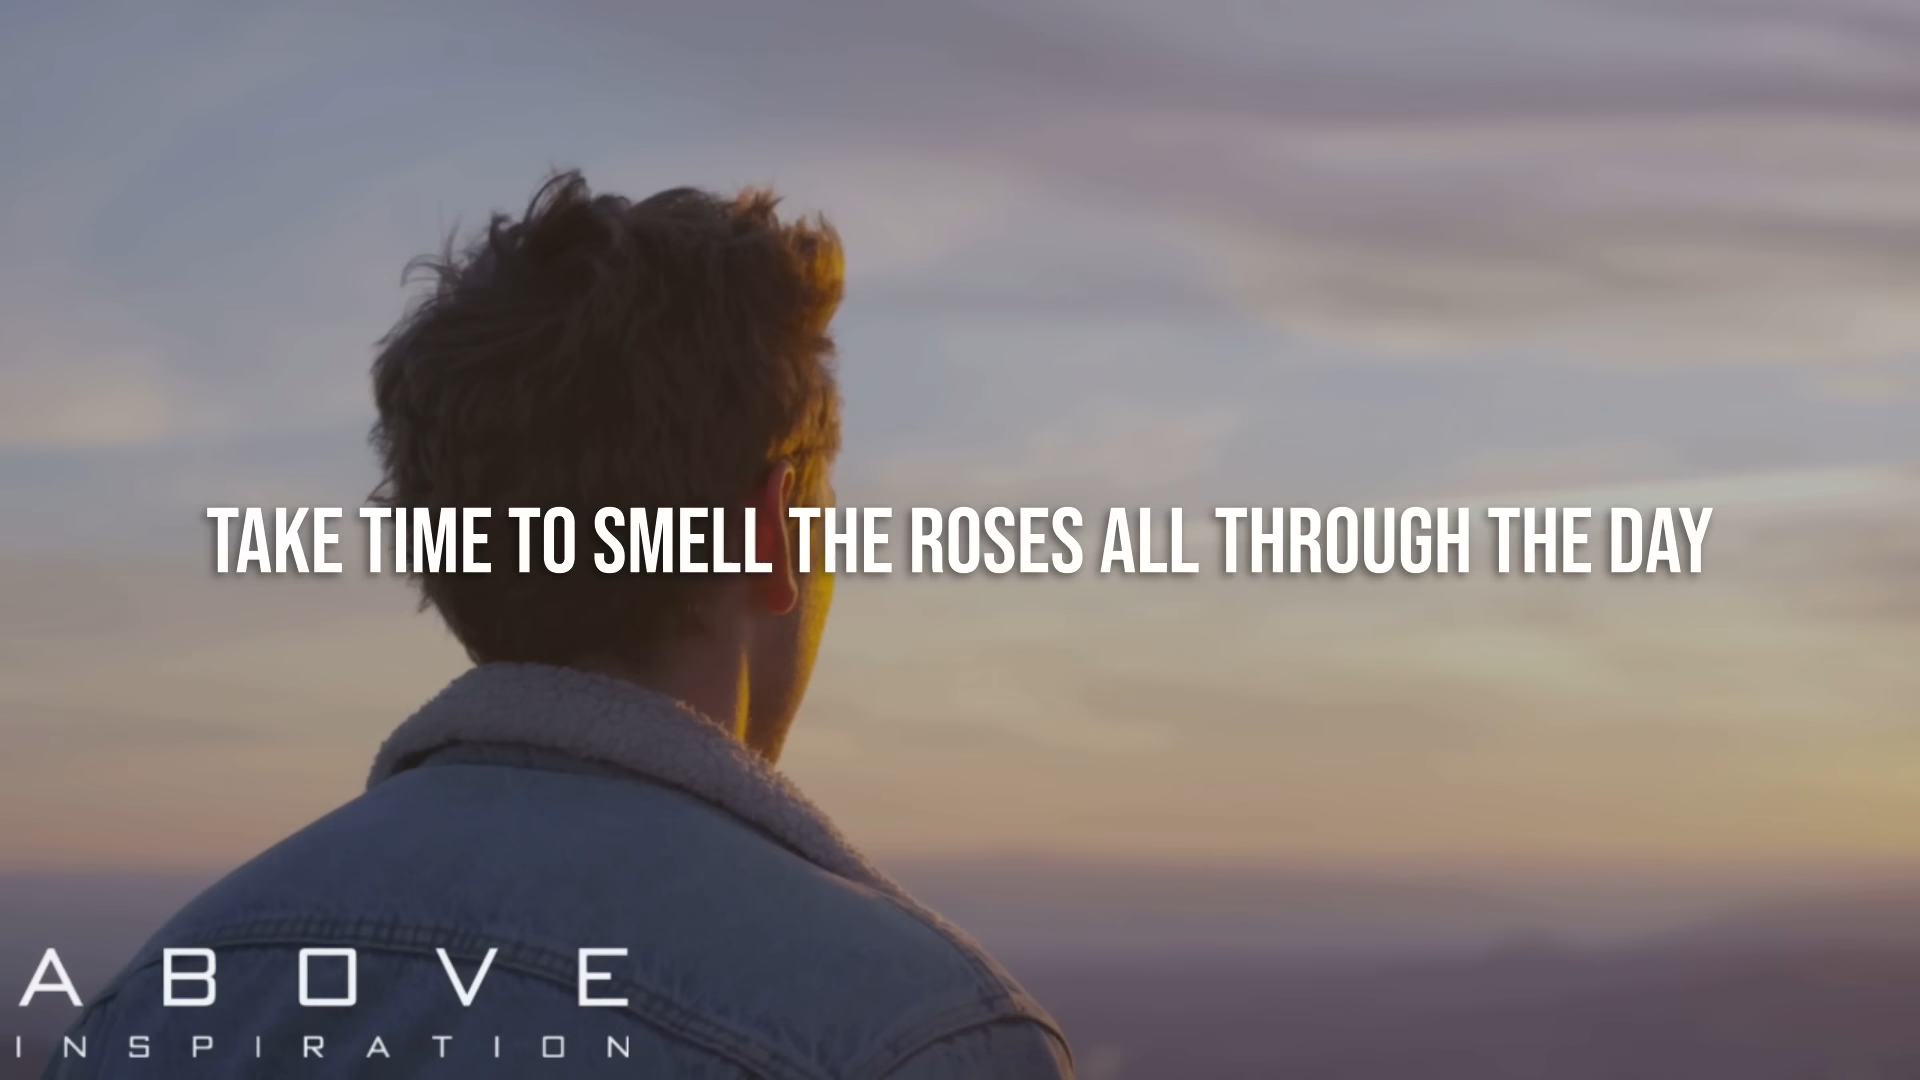 TAKE TIME TO SMELL THE ROSES ALL THROUGH THE DAY
ABOVE
INSPIRATION